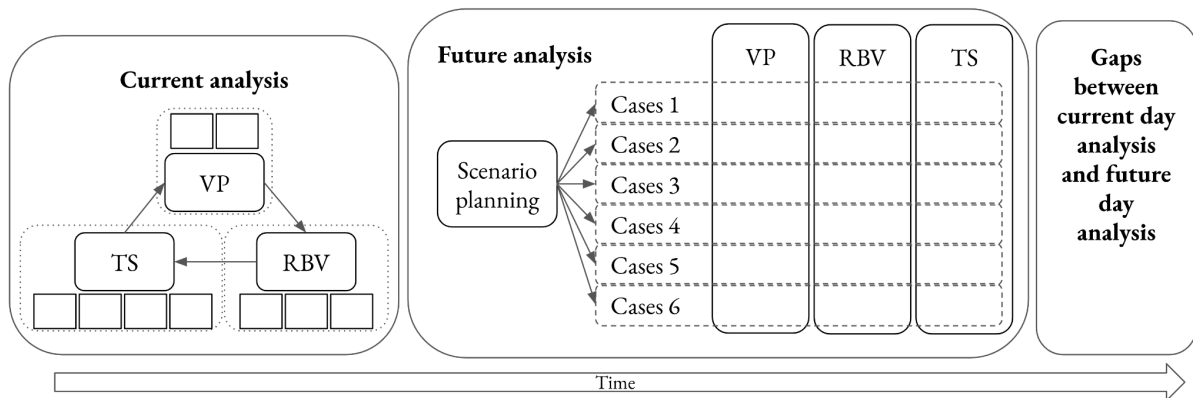 Current analysis
VP
TS
RBV
Future analysis
Scenario
planning
VP
RBV
TS
Cases 1
Cases 2
Cases 3
Cases 4
Cases 5
Cases 6
Gaps
between
current day
analysis
and future
day
analysis
Time